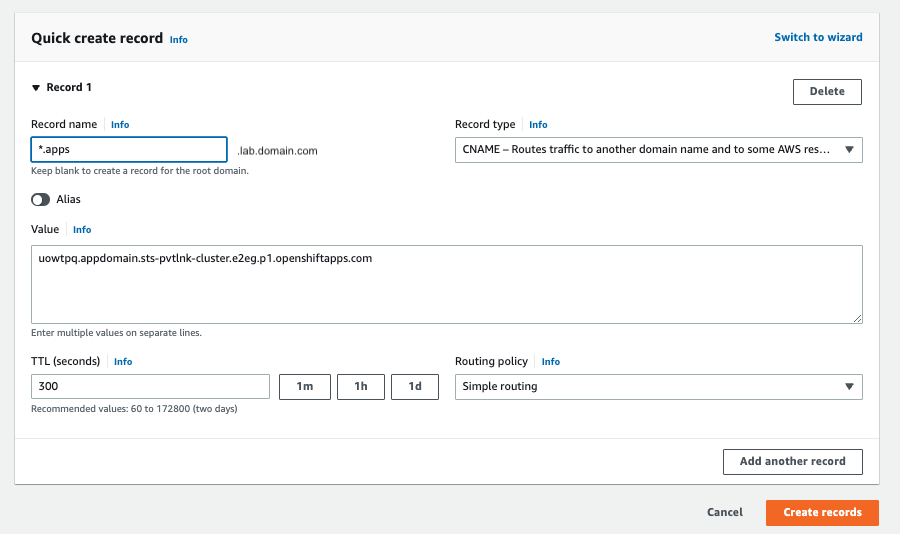 Quick create record Info Switch to wizard
▼ Record 1 Delete
Record name Info Record type Info
*.apps .lab.domain.com CNAME – Routes traffic to another domain name and to some AWS res...
Keep blank to create a record for the root domain.
Alias
Value Info
uowtpq.appdomain.sts-pvtlnk-cluster.e2eg.p1.openshiftapps.com
Enter multiple values on separate lines.
TTL (seconds) Info Routing policy Info
300 1m 1h 1d Simple routing
Recommended values: 60 to 172800 (two days)
Add another record
Cancel Create records